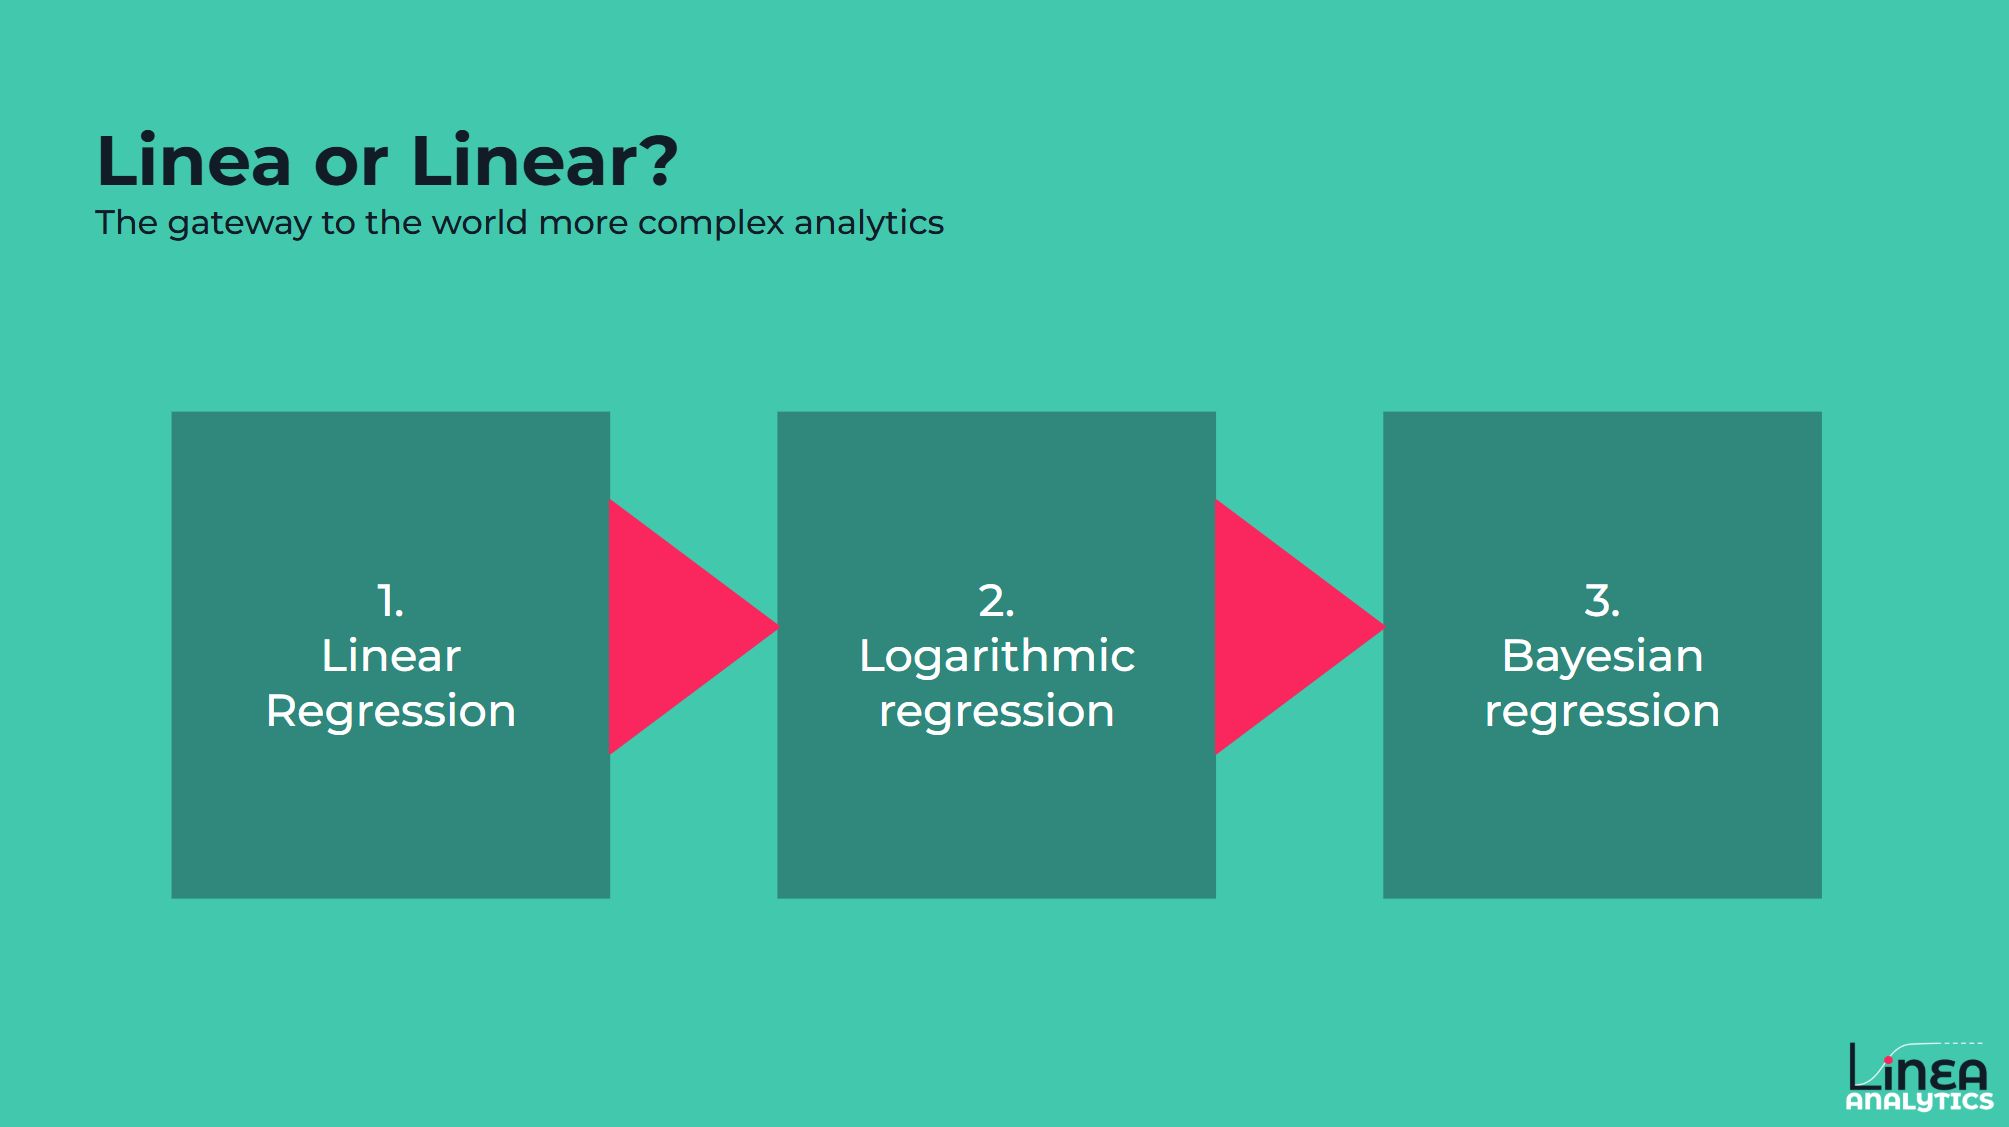 Linea or Linear?
The gateway to the world more complex analytics
1.
Linear
Regression
2.
Logarithmic
regression
3.
Bayesian
regression
LinEA
ANALYTICS